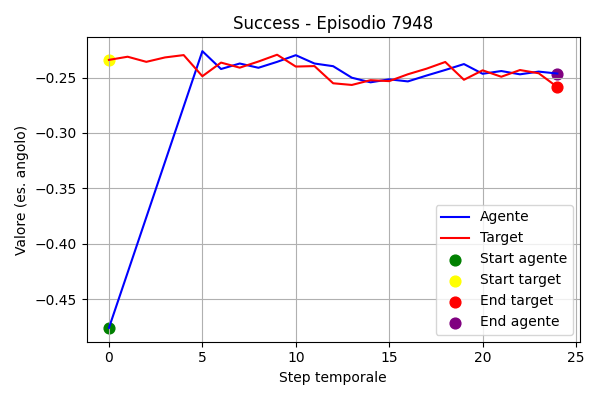 Success - Episodio 7948
Valore (es. angolo)
−0.25
−0.30
−0.35
−0.40
−0.45
Agente
Target
Start agente
Start target
End target
End agente
0 5 10 15 20 25
Step temporale